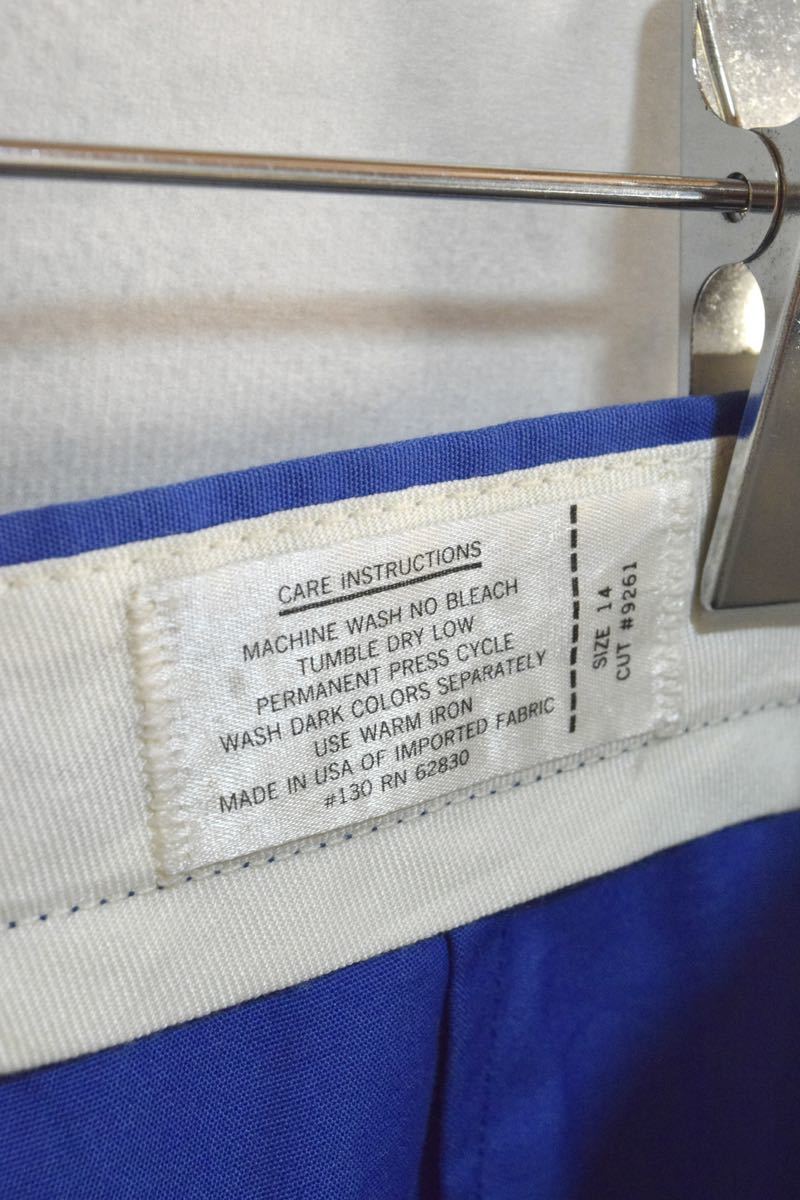 CARE INSTRUCTIONS
MACHINE WASH NO BLEACH
TUMBLE DRY LOW
PERMANENT PRESS CYCLE
WASH DARK COLORS SEPARATELY
USE WARM IRON
MADE IN USA OF IMPORTED FABRIC
#130 RN 62830
SIZE 14
CUT #9261